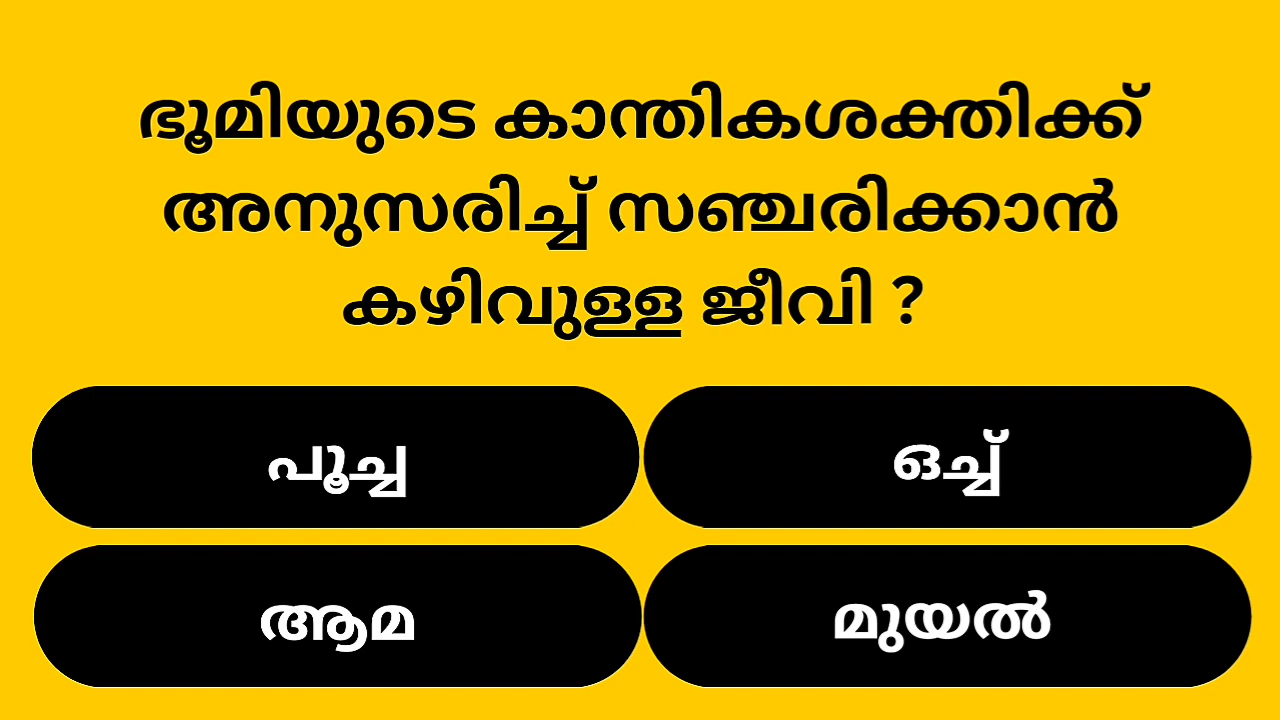 ഭൂമിയുടെ കാന്തികശക്തിക്ക്
അനുസരിച്ച് സഞ്ചരിക്കാൻ
കഴിവുള്ള ജീവി ?
പൂച്ച
ഒച്ച്
ആമ
മുയൽ